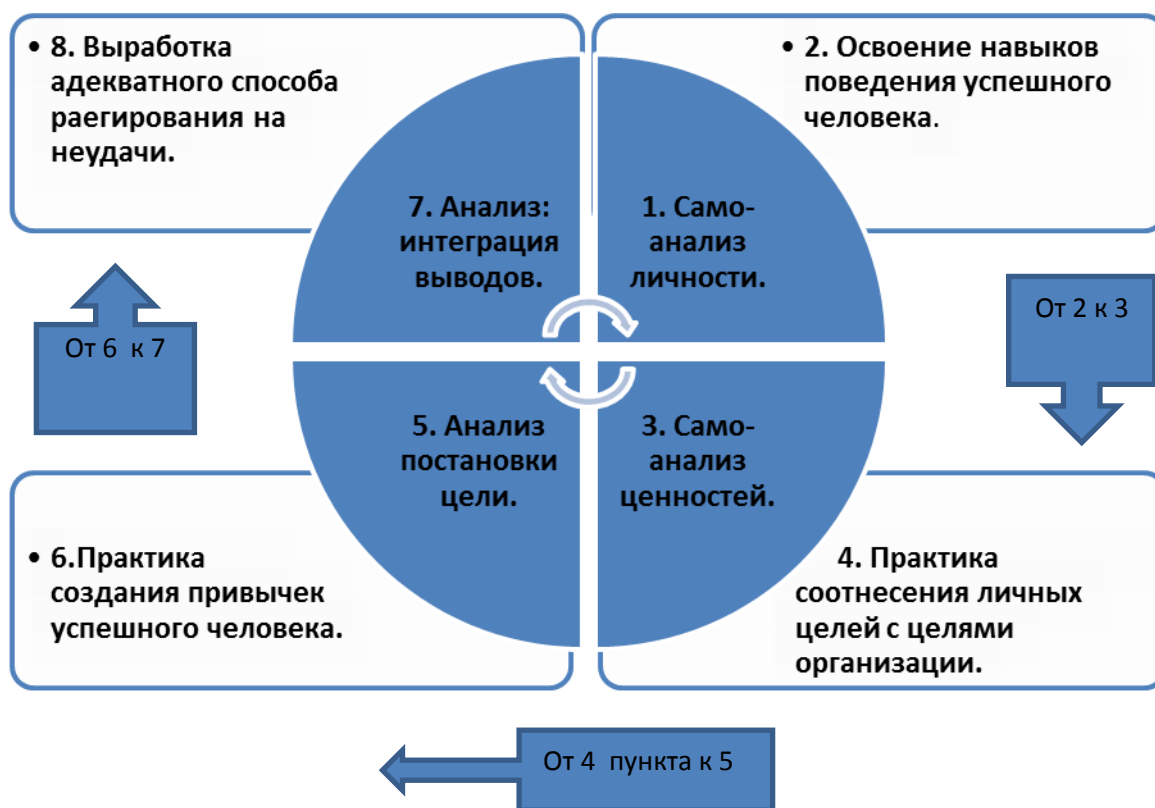 • 8. Выработка
адекватного способа
раегирования на
неудачи.
• 2. Освоение навыков
поведения успешного
человека.
7. Анализ:
интеграция
выводов.
1. Само-
анализ
личности.
От 6 к 7
От 2 к 3
5. Анализ
постановки
цели.
3. Само-
анализ
ценностей.
• 6.Практика
создания привычек
успешного человека.
4. Практика
соотнесения личных
целей с целями
организации.
От 4 пункта к 5